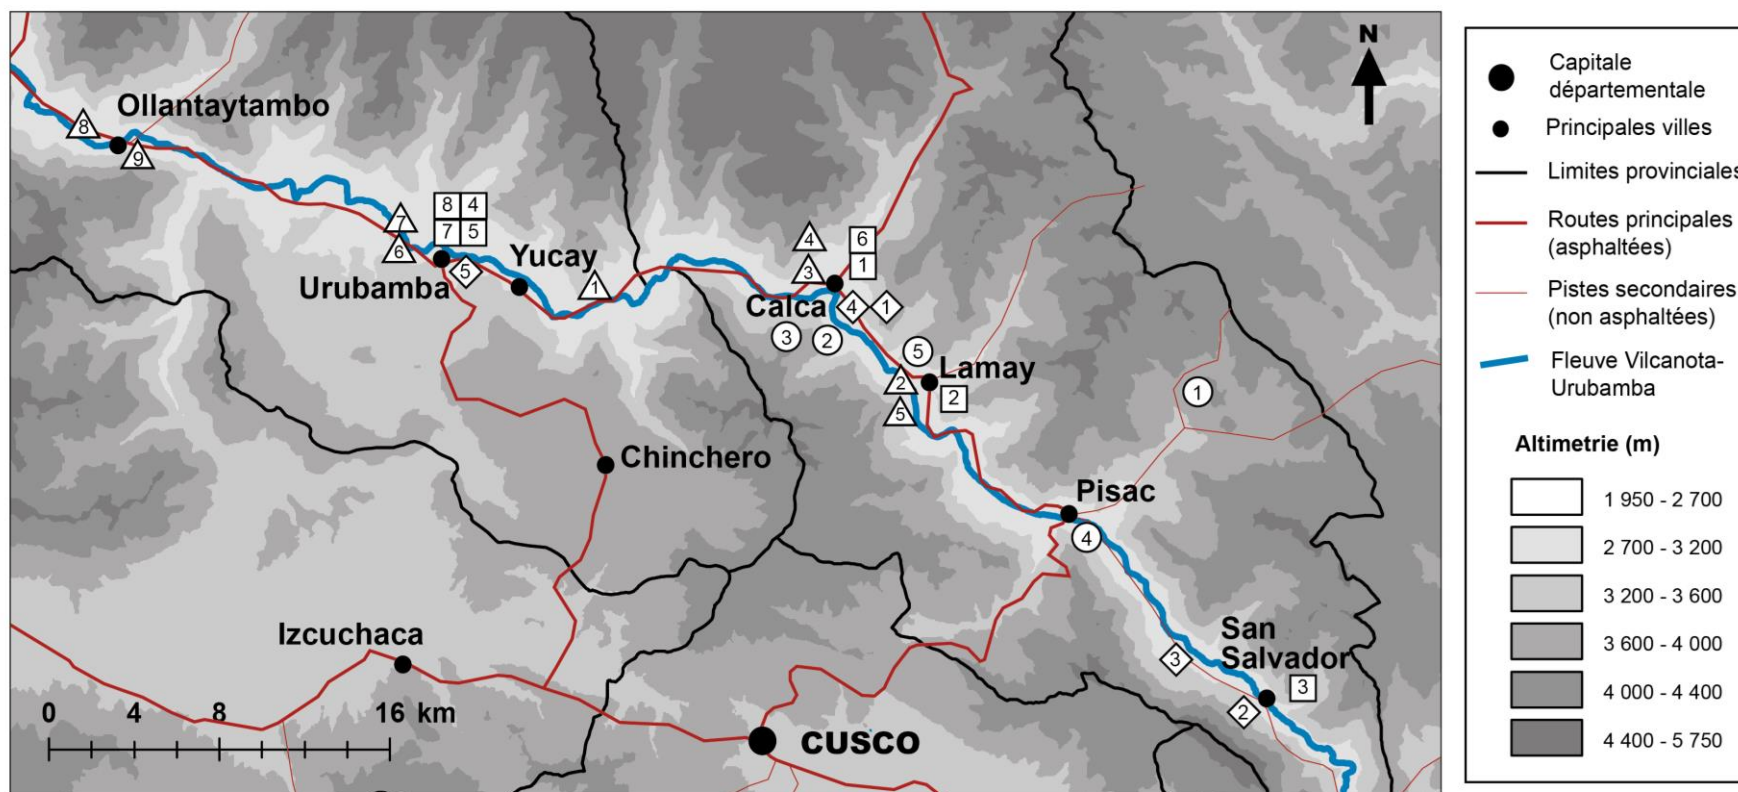 N
Ollantaytambo
8
9
8 4
7
7 5
6
Yucay
5
Urubamba
1
4
6
3
1
Calca
4
1
3
2
5
Lamay
2
2
5
1
Chinchero
Pisac
4
Izcuchaca
San
Salvador
3
3
2
0 4 8 16 km
CUSCO
Capitale
départementale
Principales villes
Limites provinciales
Routes principales
(asphaltées)
Pistes secondaires
(non asphaltées)
Fleuve Vilcanota-
Urubamba
Altimetrie (m)
1 950 - 2 700
2 700 - 3 200
3 200 - 3 600
3 600 - 4 000
4 000 - 4 400
4 400 - 5 750